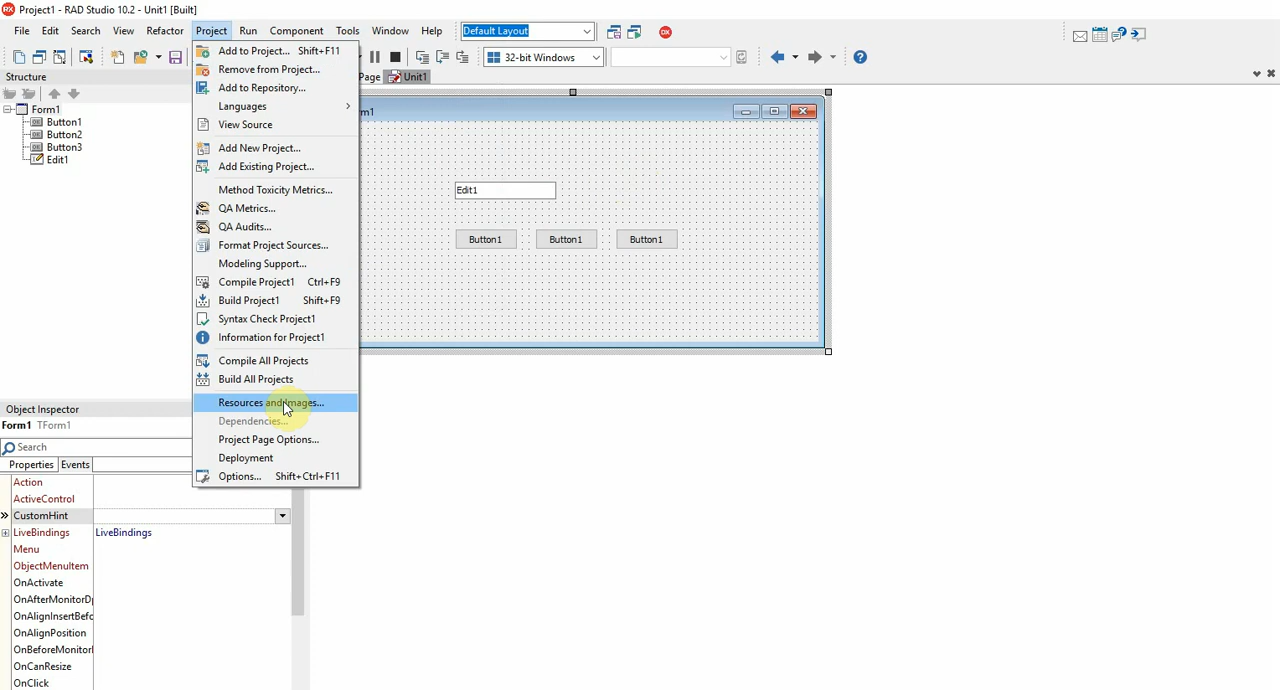 Project1 - RAD Studio 10.2 - Unit1 [Built]
File Edit Search View Refactor Project Run Component Tools Window Help Default Layout
32-bit Windows
Structure
Page Unit1
Form1
Button1
Button2
Button3
Edit1
Add to Project... Shift+F11
Remove from Project...
Add to Repository...
Languages
View Source
Add New Project...
Add Existing Project...
Method Toxicity Metrics...
QA Metrics...
QA Audits...
Format Project Sources...
Modeling Support...
Compile Project1 Ctrl+F9
Build Project1 Shift+F9
Syntax Check Project1
Information for Project1
Compile All Projects
Build All Projects
Resources and Images...
Dependencies...
Project Page Options...
Deployment
Options... Shift+Ctrl+F11
m1
Edit1
Button1 Button1 Button1
Object Inspector
Form1 TForm1
Search
Properties Events
Action
ActiveControl
CustomHint
LiveBindings LiveBindings
Menu
ObjectMenuItem
OnActivate
OnAfterMonitorD
OnAlignInsertBefo
OnAlignPosition
OnBeforeMonitor
OnCanResize
OnClick